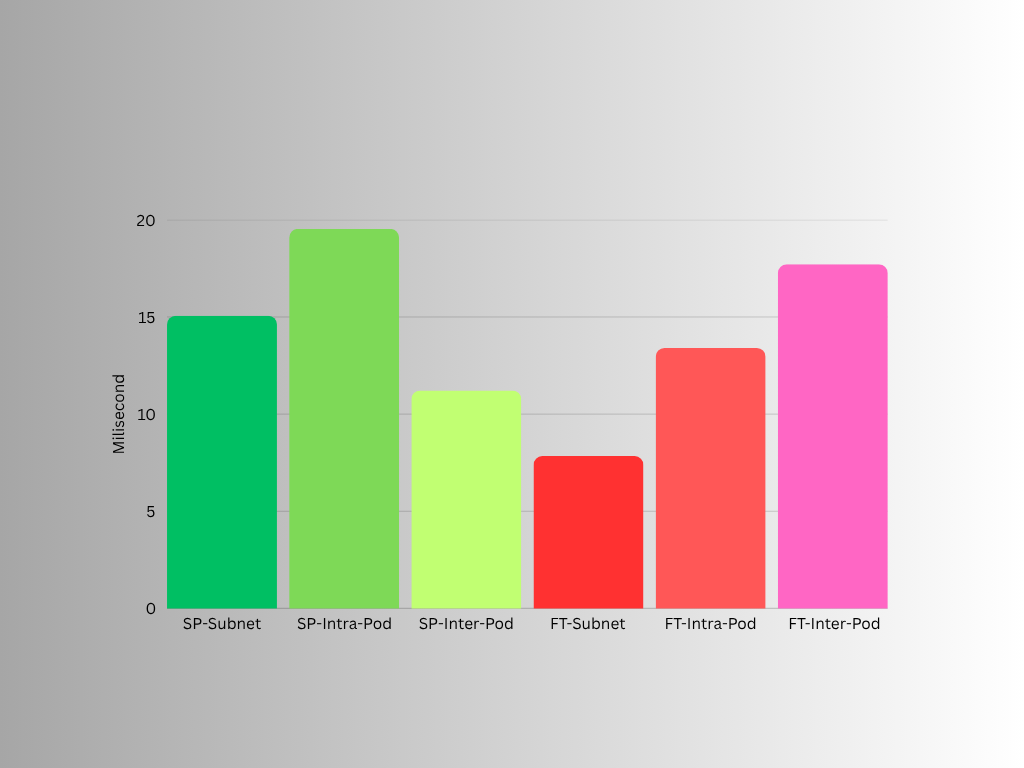 20
15
10
5
0
Milisecond
SP-Subnet SP-Intra-Pod SP-Inter-Pod FT-Subnet FT-Intra-Pod FT-Inter-Pod